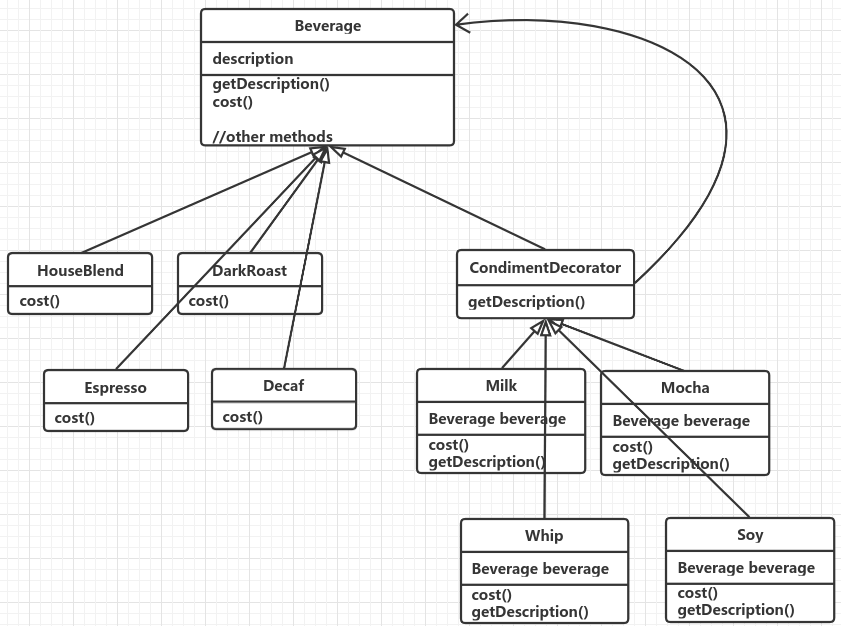 Beverage
description
getDescription()
cost()
//other methods
HouseBlend
cost()
DarkRoast
cost()
CondimentDecorator
getDescription()
Espresso
cost()
Decaf
cost()
Milk
Beverage beverage
cost()
getDescription()
Mocha
Beverage beverage
cost()
getDescription()
Whip
Beverage beverage
cost()
getDescription()
Soy
Beverage beverage
cost()
getDescription()